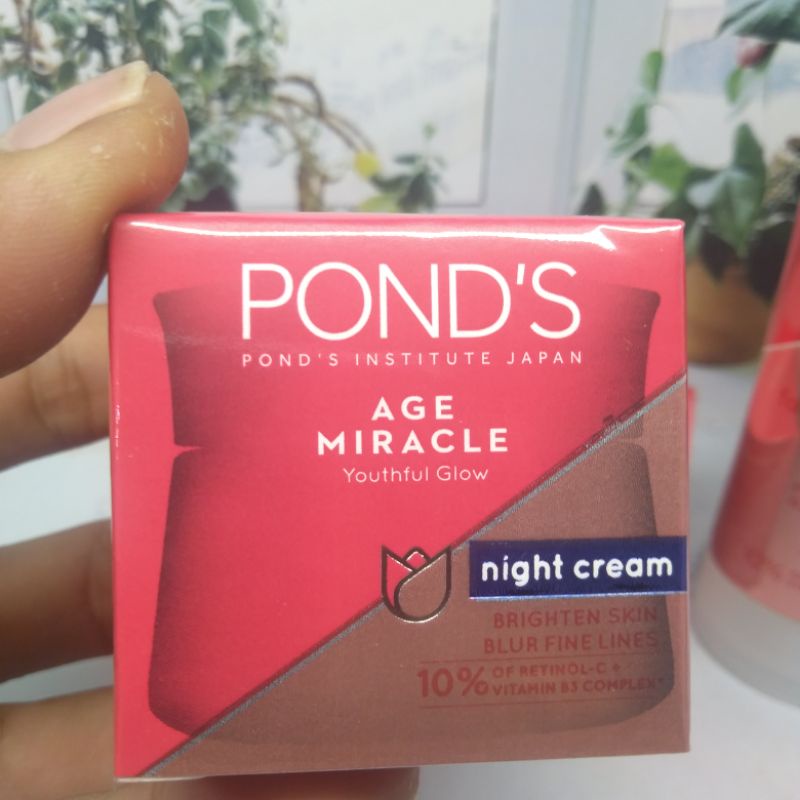 POND'S
POND'S INSTITUTE JAPAN
AGE
MIRACLE
Youthful Glow
night cream
BRIGHTEN SKIN
BLUR FINE LINES
10% OF RETINOL-C +
VITAMIN B3 COMPLEX*